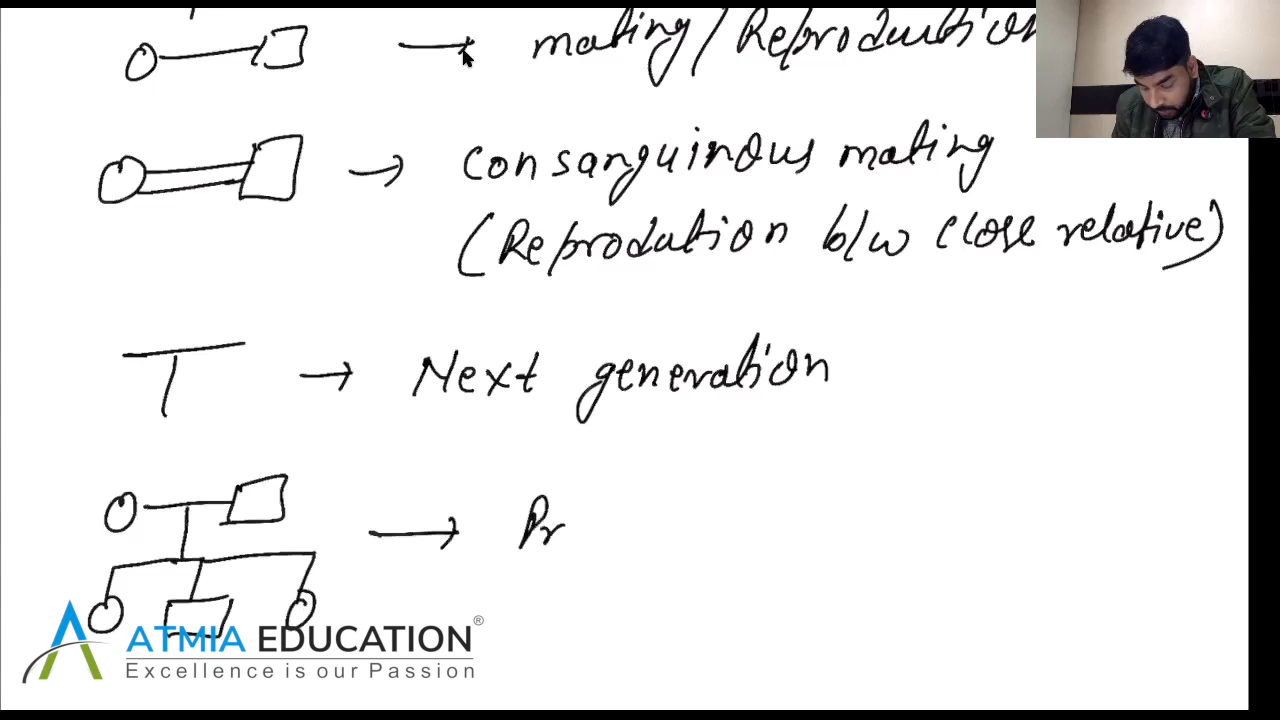 mating / Reproduction
Consanguinous mating
(Reprodution b/w close relative)
Next generation
Pr
ATMIA EDUCATION®
Excellence is our Passion